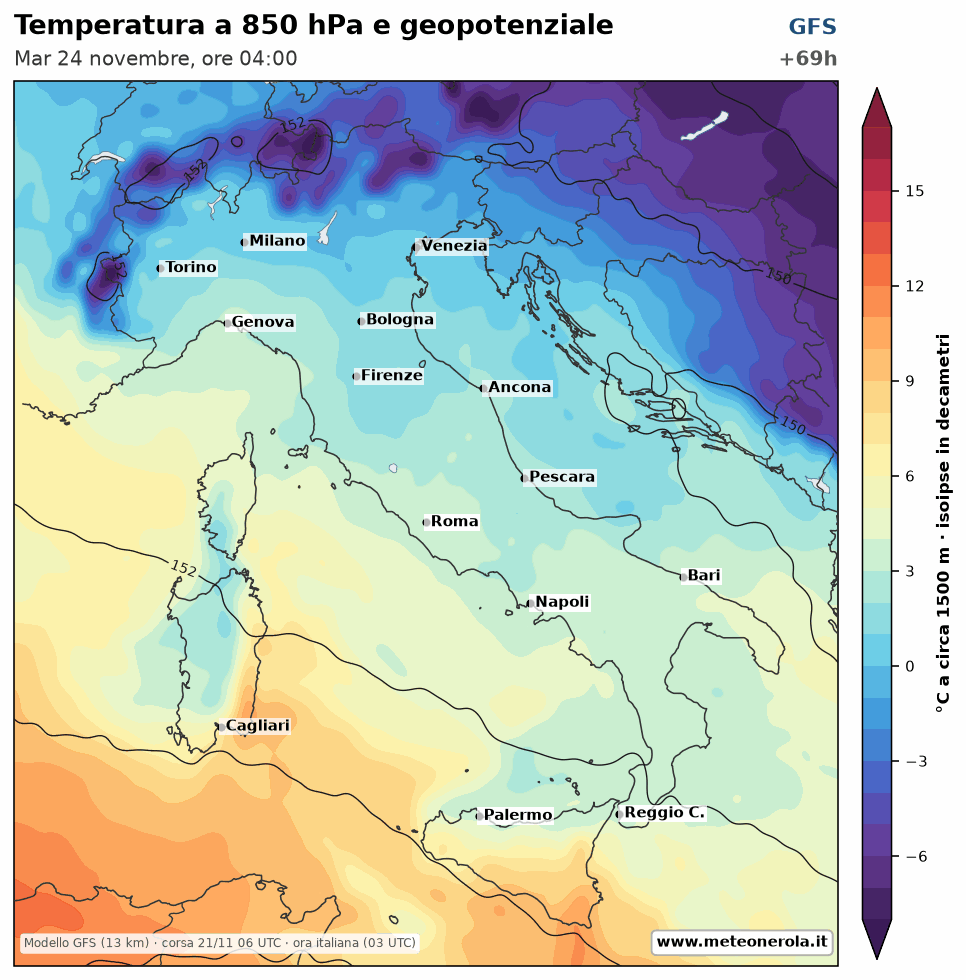 Temperatura a 850 hPa e geopotenziale
GFS
Mar 24 novembre, ore 04:00
+69h
152
152
152
Milano
Venezia
Torino
150
Genova
Bologna
Firenze
Ancona
150
0
Pescara
Roma
152
Bari
Napoli
Cagliari
Palermo
Reggio C.
Modello GFS (13 km) · corsa 21/11 06 UTC · ora italiana (03 UTC)
www.meteonerola.it
15
12
9
6
3
0
−3
−6
°C a circa 1500 m · isoipse in decametri